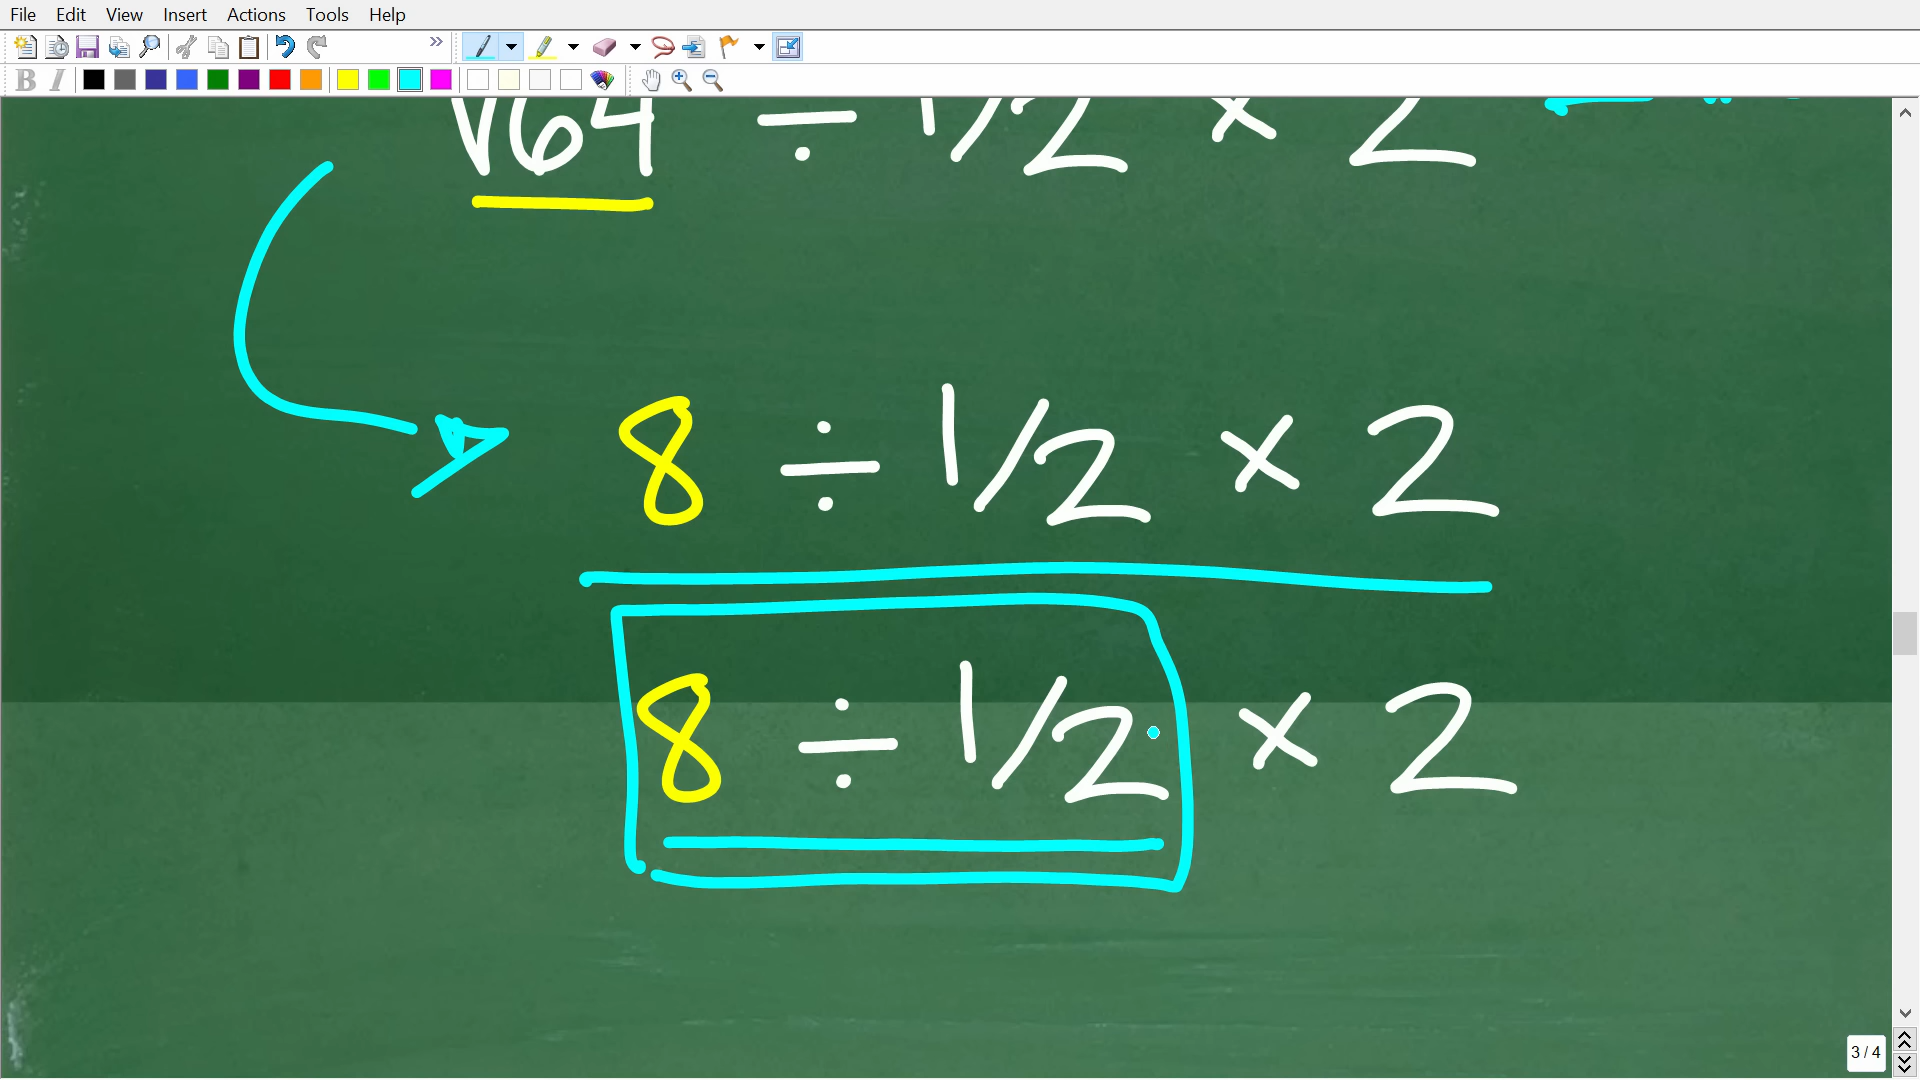 File Edit View Insert Actions Tools Help
B I
√64 ÷ 1/2 × 2
8 ÷ 1/2 × 2
8 ÷ 1/2 × 2
3 / 4